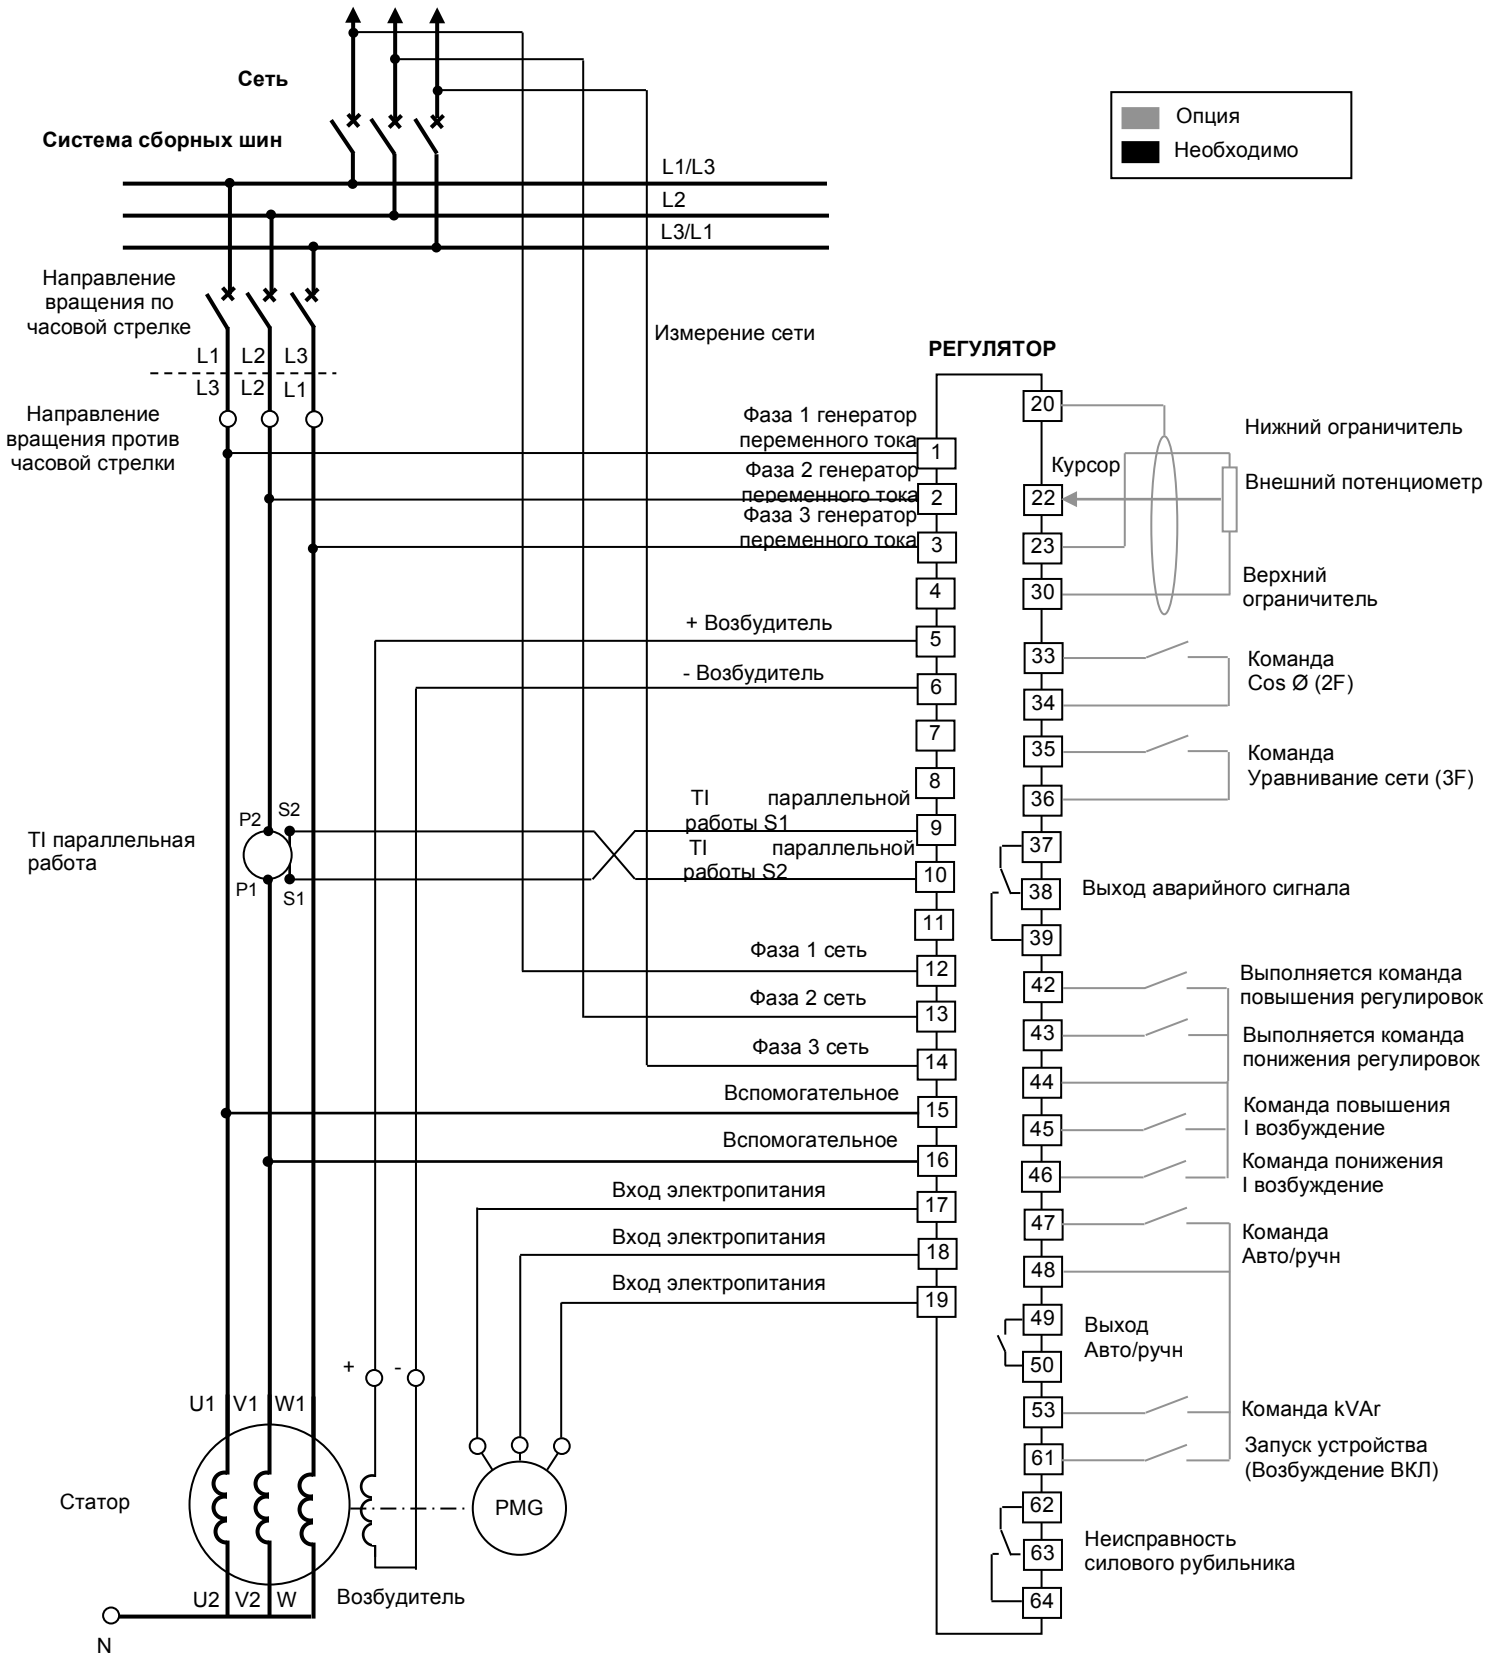 Сеть
Система сборных шин
Опция
Необходимо
L1/L3
L2
L3/L1
Направление
вращения по
часовой стрелке
Измерение сети
L1 L2 L3
L3 L2 L1
Направление
вращения против
часовой стрелки
РЕГУЛЯТОР
Фаза 1 генератор
переменного тока
1
Фаза 2 генератор
переменного тока
2
Фаза 3 генератор
переменного тока
3
4
+ Возбудитель
5
- Возбудитель
6
7
8
TI параллельной
работы S1
9
TI параллельной
работы S2
10
11
Фаза 1 сеть
12
Фаза 2 сеть
13
Фаза 3 сеть
14
Вспомогательное
15
Вспомогательное
16
Вход электропитания
17
Вход электропитания
18
Вход электропитания
19
20
Курсор
22
23
30
Нижний ограничитель
Внешний потенциометр
Верхний
ограничитель
33
34
Команда
Cos Ø (2F)
35
36
Команда
Уравнивание сети (3F)
37
38
39
Выход аварийного сигнала
42
Выполняется команда
повышения регулировок
43
Выполняется команда
понижения регулировок
44
45
Команда повышения
I возбуждение
46
Команда понижения
I возбуждение
47
48
Команда
Авто/ручн
49
50
Выход
Авто/ручн
53
Команда kVAr
61
Запуск устройства
(Возбуждение ВКЛ)
62
63
64
Неисправность
силового рубильника
TI параллельная
работа
P2 S2
P1 S1
+ -
U1 V1 W1
Статор
PMG
U2 V2 W
Возбудитель
N